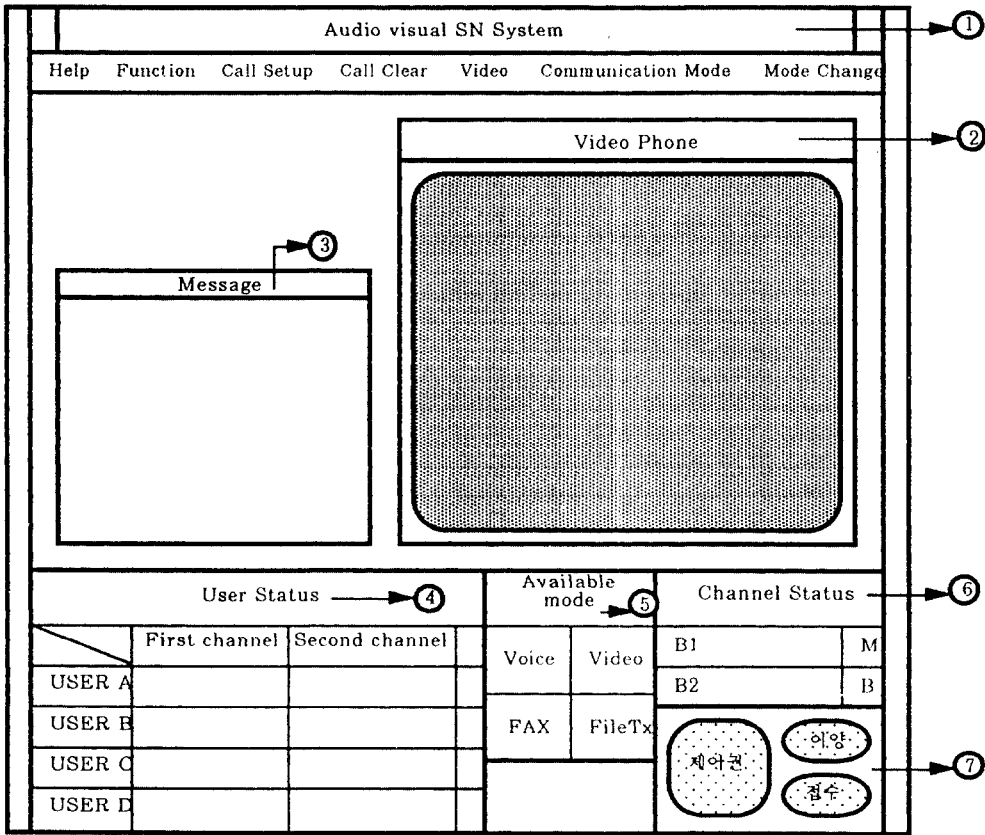 Audio visual SN System
①
Help Function Call Setup Call Clear Video Communication Mode Mode Change
Video Phone
②
③
Message
User Status
④
Available
mode
⑤
Channel Status
⑥
First channel Second channel
Voice Video
B1 M
USER A
B2 B
USER B
FAX FileTx
USER C
USER D
제어권
이양
접수
⑦